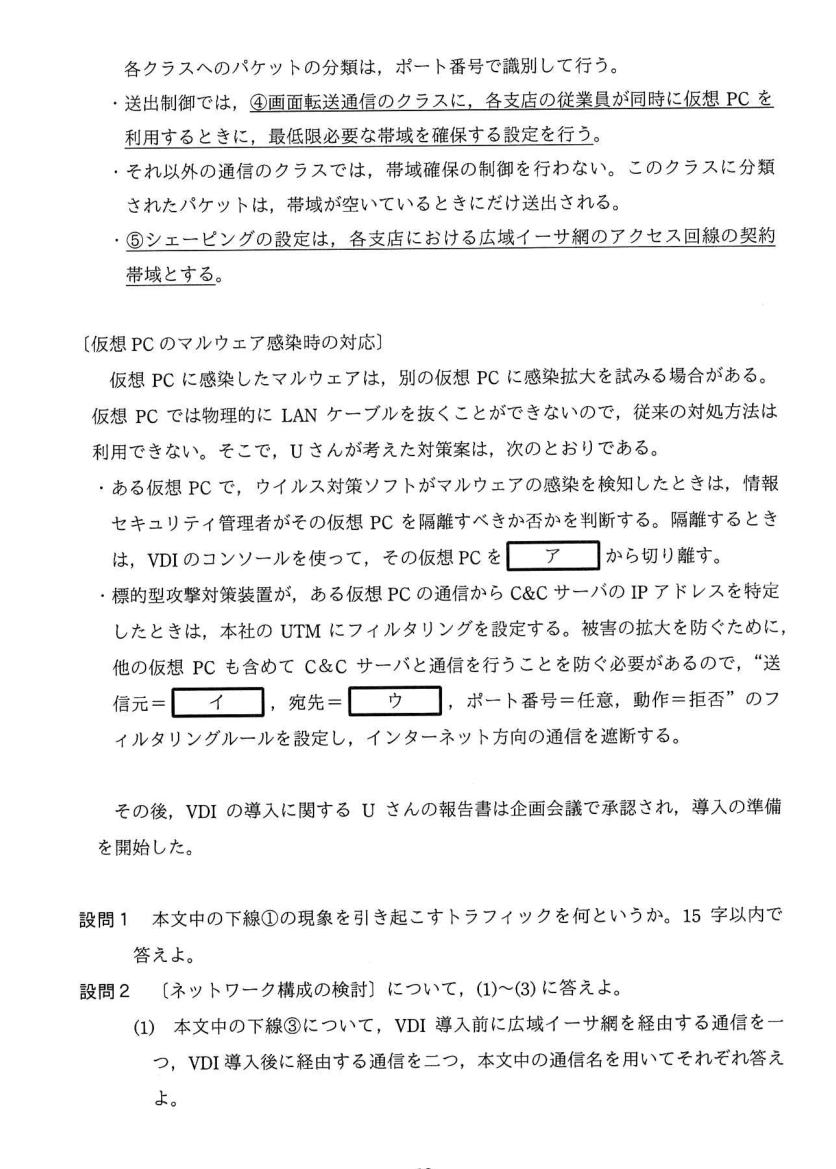 各クラスへのパケットの分類は，ポート番号で識別して行う。
・送出制御では，④画面転送通信のクラスに，各支店の従業員が同時に仮想 PC を
利用するときに，最低限必要な帯域を確保する設定を行う。
・それ以外の通信のクラスでは，帯域確保の制御を行わない。このクラスに分類
されたパケットは，帯域が空いているときにだけ送出される。
・⑤シェーピングの設定は，各支店における広域イーサ網のアクセス回線の契約
帯域とする。
〔仮想 PC のマルウェア感染時の対応〕
仮想 PC に感染したマルウェアは，別の仮想 PC に感染拡大を試みる場合がある。
仮想 PC では物理的に LAN ケーブルを抜くことができないので，従来の対処方法は
利用できない。そこで，U さんが考えた対策案は，次のとおりである。
・ある仮想 PC で，ウイルス対策ソフトがマルウェアの感染を検知したときは，情報
セキュリティ管理者がその仮想 PC を隔離すべきか否かを判断する。隔離するとき
は，VDI のコンソールを使って，その仮想 PC を ア から切り離す。
・標的型攻撃対策装置が，ある仮想 PC の通信から C&C サーバの IP アドレスを特定
したときは，本社の UTM にフィルタリングを設定する。被害の拡大を防ぐために，
他の仮想 PC も含めて C&C サーバと通信を行うことを防ぐ必要があるので，“送
信元＝ イ ，宛先＝ ウ ，ポート番号＝任意，動作＝拒否” のフ
ィルタリングルールを設定し，インターネット方向の通信を遮断する。
その後，VDI の導入に関する U さんの報告書は企画会議で承認され，導入の準備
を開始した。
設問１ 本文中の下線①の現象を引き起こすトラフィックを何というか。15 字以内で
答えよ。
設問２ 〔ネットワーク構成の検討〕について，(1)～(3) に答えよ。
(1) 本文中の下線③について，VDI 導入前に広域イーサ網を経由する通信を一
つ，VDI 導入後に経由する通信を二つ，本文中の通信名を用いてそれぞれ答え
よ。